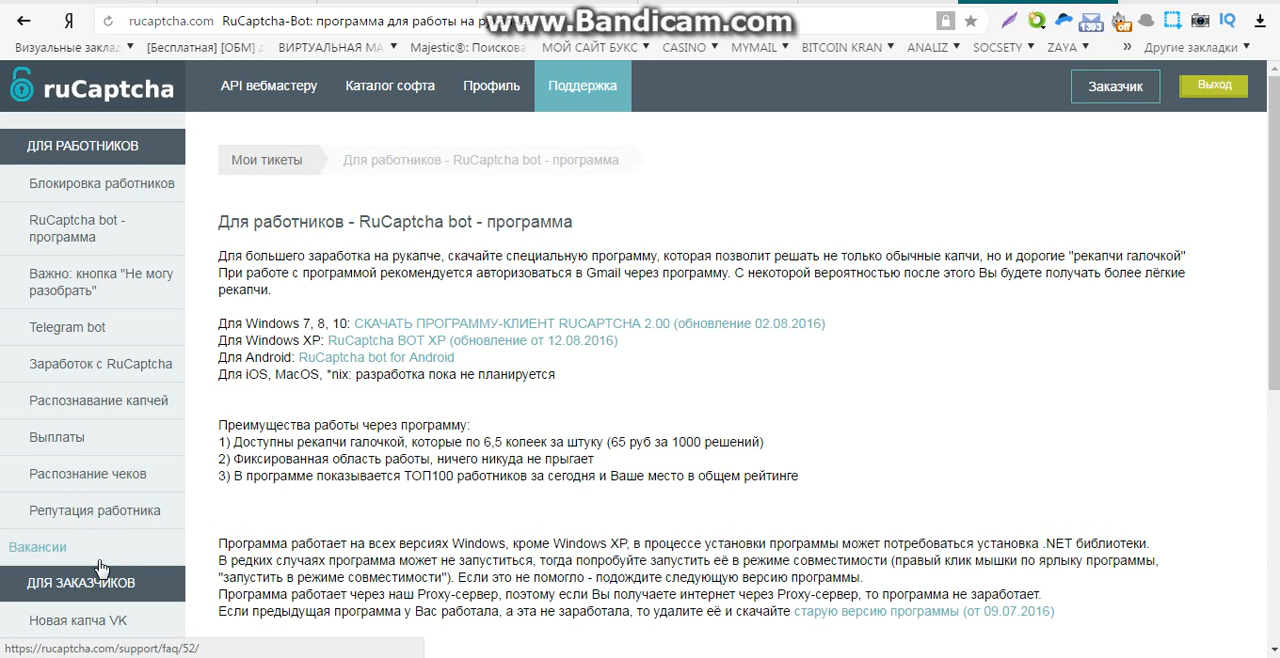 rucaptcha.com RuCaptcha-Bot: программа для работы на
www.Bandicam.com
Визуальные заклад
[Бесплатная] [ОБМ]
ВИРТУАЛЬНАЯ МА
Majestic®: Поискова
МОЙ САЙТ БУКС
CASINO
MYMAIL
BITCOIN KRAN
ANALIZ
SOCSETY
ZAYA
» Другие закладки
ruCaptcha
API вебмастеру
Каталог софта
Профиль
Поддержка
Заказчик
Выход
ДЛЯ РАБОТНИКОВ
Блокировка работников
RuCaptcha bot -
программа
Важно: кнопка "Не могу
разобрать"
Telegram bot
Заработок с RuCaptcha
Распознавание капчей
Выплаты
Распознание чеков
Репутация работника
Вакансии
ДЛЯ ЗАКАЗЧИКОВ
Новая капча VK
https://rucaptcha.com/support/faq/52/
Мои тикеты
Для работников - RuCaptcha bot - программа
Для работников - RuCaptcha bot - программа
Для большего заработка на рукапче, скачайте специальную программу, которая позволит решать не только обычные капчи, но и дорогие "рекапчи галочкой"
При работе с программой рекомендуется авторизоваться в Gmail через программу. С некоторой вероятностью после этого Вы будете получать более лёгкие
рекапчи.
Для Windows 7, 8, 10: СКАЧАТЬ ПРОГРАММУ-КЛИЕНТ RUCAPTCHA 2.00 (обновление 02.08.2016)
Для Windows XP: RuCaptcha BOT XP (обновление от 12.08.2016)
Для Android: RuCaptcha bot for Android
Для iOS, MacOS, *nix: разработка пока не планируется
Преимущества работы через программу:
1) Доступны рекапчи галочкой, которые по 6,5 копеек за штуку (65 руб за 1000 решений)
2) Фиксированная область работы, ничего никуда не прыгает
3) В программе показывается ТОП100 работников за сегодня и Ваше место в общем рейтинге
Программа работает на всех версиях Windows, кроме Windows XP, в процессе установки программы может потребоваться установка .NET библиотеки.
В редких случаях программа может не запуститься, тогда попробуйте запустить её в режиме совместимости (правый клик мышки по ярлыку программы,
"запустить в режиме совместимости"). Если это не помогло - подождите следующую версию программы.
Программа работает через наш Proxy-сервер, поэтому если Вы получаете интернет через Proxy-сервер, то программа не заработает.
Если предыдущая программа у Вас работала, а эта не заработала, то удалите её и скачайте старую версию программы (от 09.07.2016)